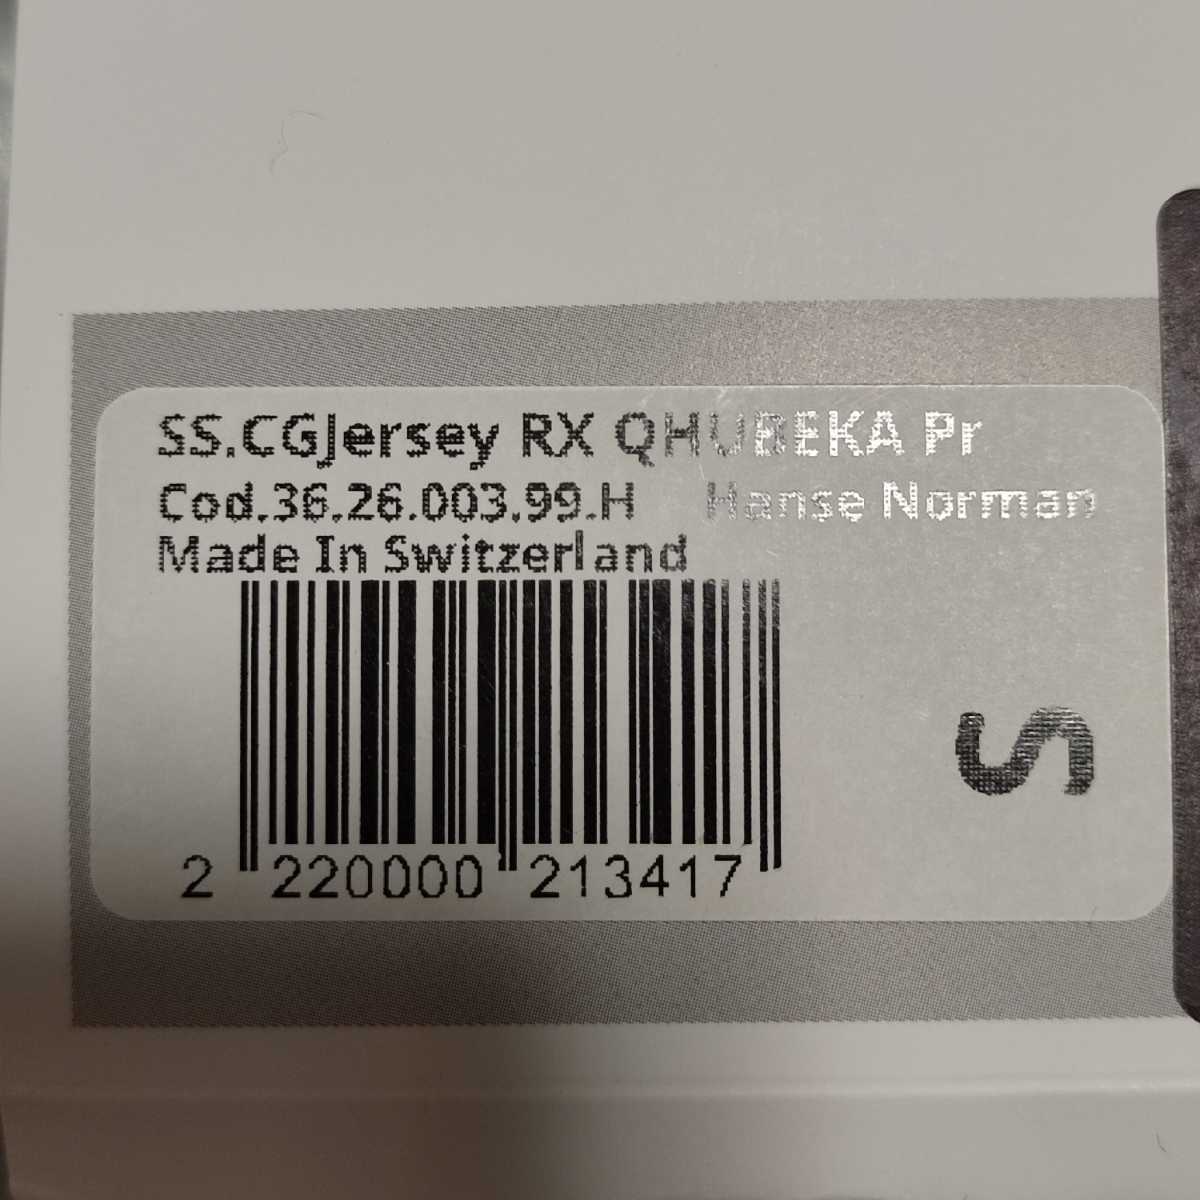 SS.CGJersey RX QHUBEKA Pr
Cod.36.26.003.99.H Hanse Norman
Made In Switzerland
S
2 220000 213417